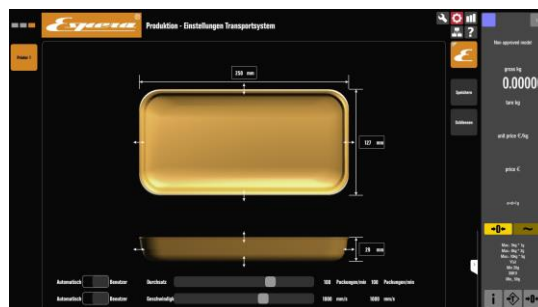 Espera
Produktion - Einstellungen Transportsystem
?
Printer 1
250 mm
127 mm
29 mm
Speichern
Schliessen
Non approved model
gross kg
0.0000
tare kg
unit price €/kg
price €
Automatisch Benutzer Durchsatz 100 Packungen/min 100 Packungen/min
Automatisch Benutzer Geschwindigk 1000 mm/s 1000 mm/s